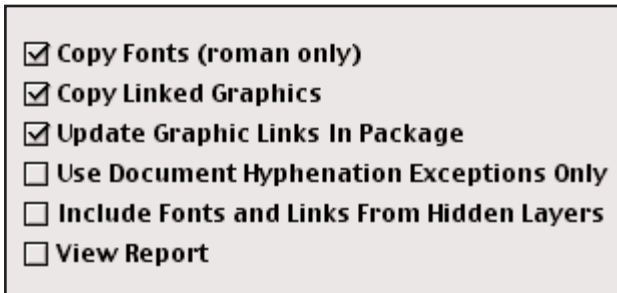 Copy Fonts (roman only)
Copy Linked Graphics
Update Graphic Links In Package
Use Document Hyphenation Exceptions Only
Include Fonts and Links From Hidden Layers
View Report